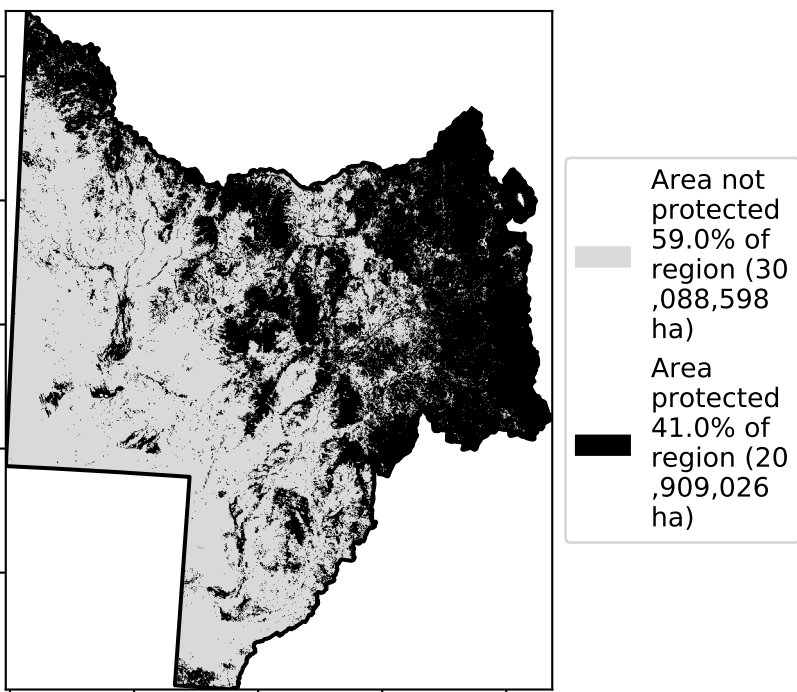 Area not
protected
59.0% of
region (30
,088,598
ha)
Area
protected
41.0% of
region (20
,909,026
ha)